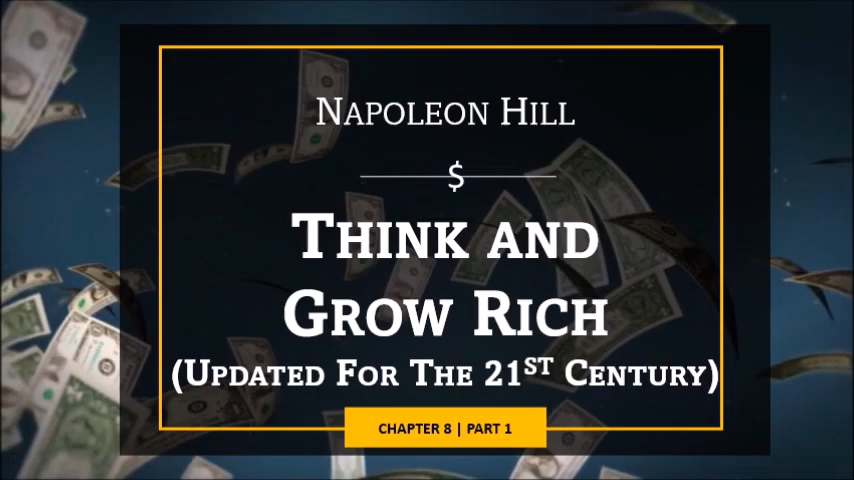 NAPOLEON HILL
$
THINK AND
GROW RICH
(UPDATED FOR THE 21ST CENTURY)
CHAPTER 8 | PART 1